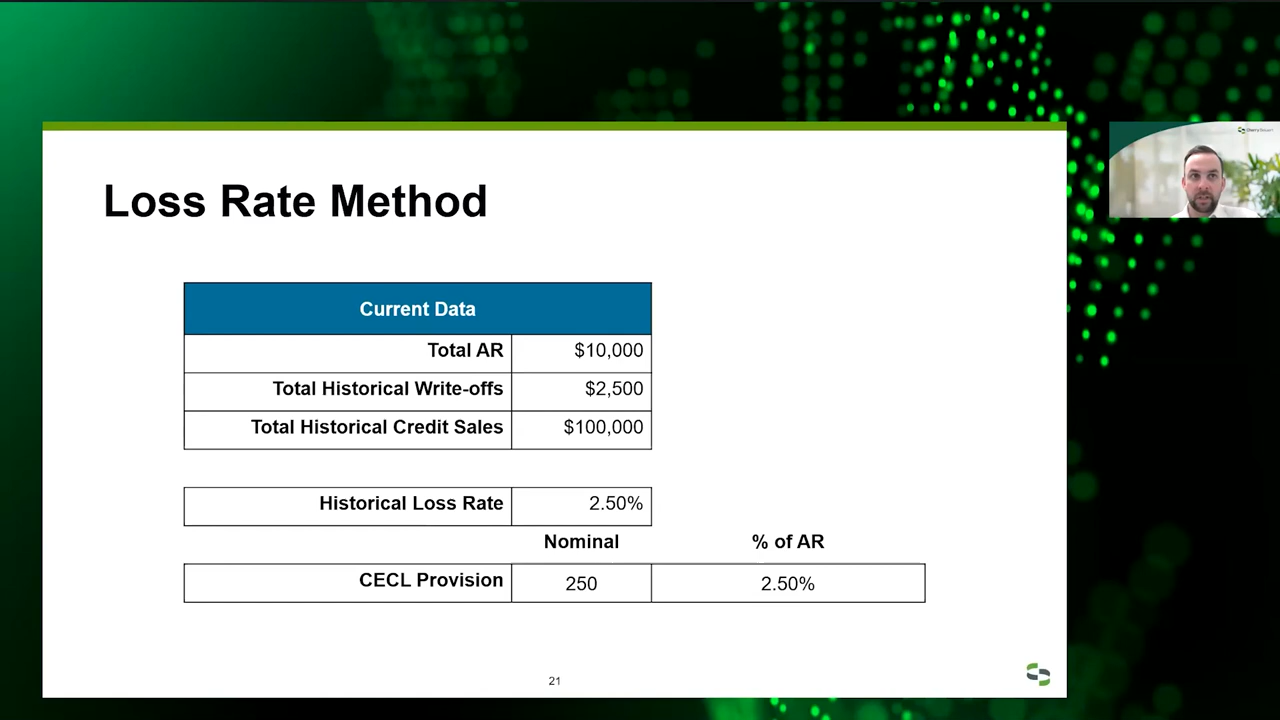 Loss Rate Method
Current Data
Total AR $10,000
Total Historical Write-offs $2,500
Total Historical Credit Sales $100,000
Historical Loss Rate 2.50%
Nominal % of AR
CECL Provision 250 2.50%
21